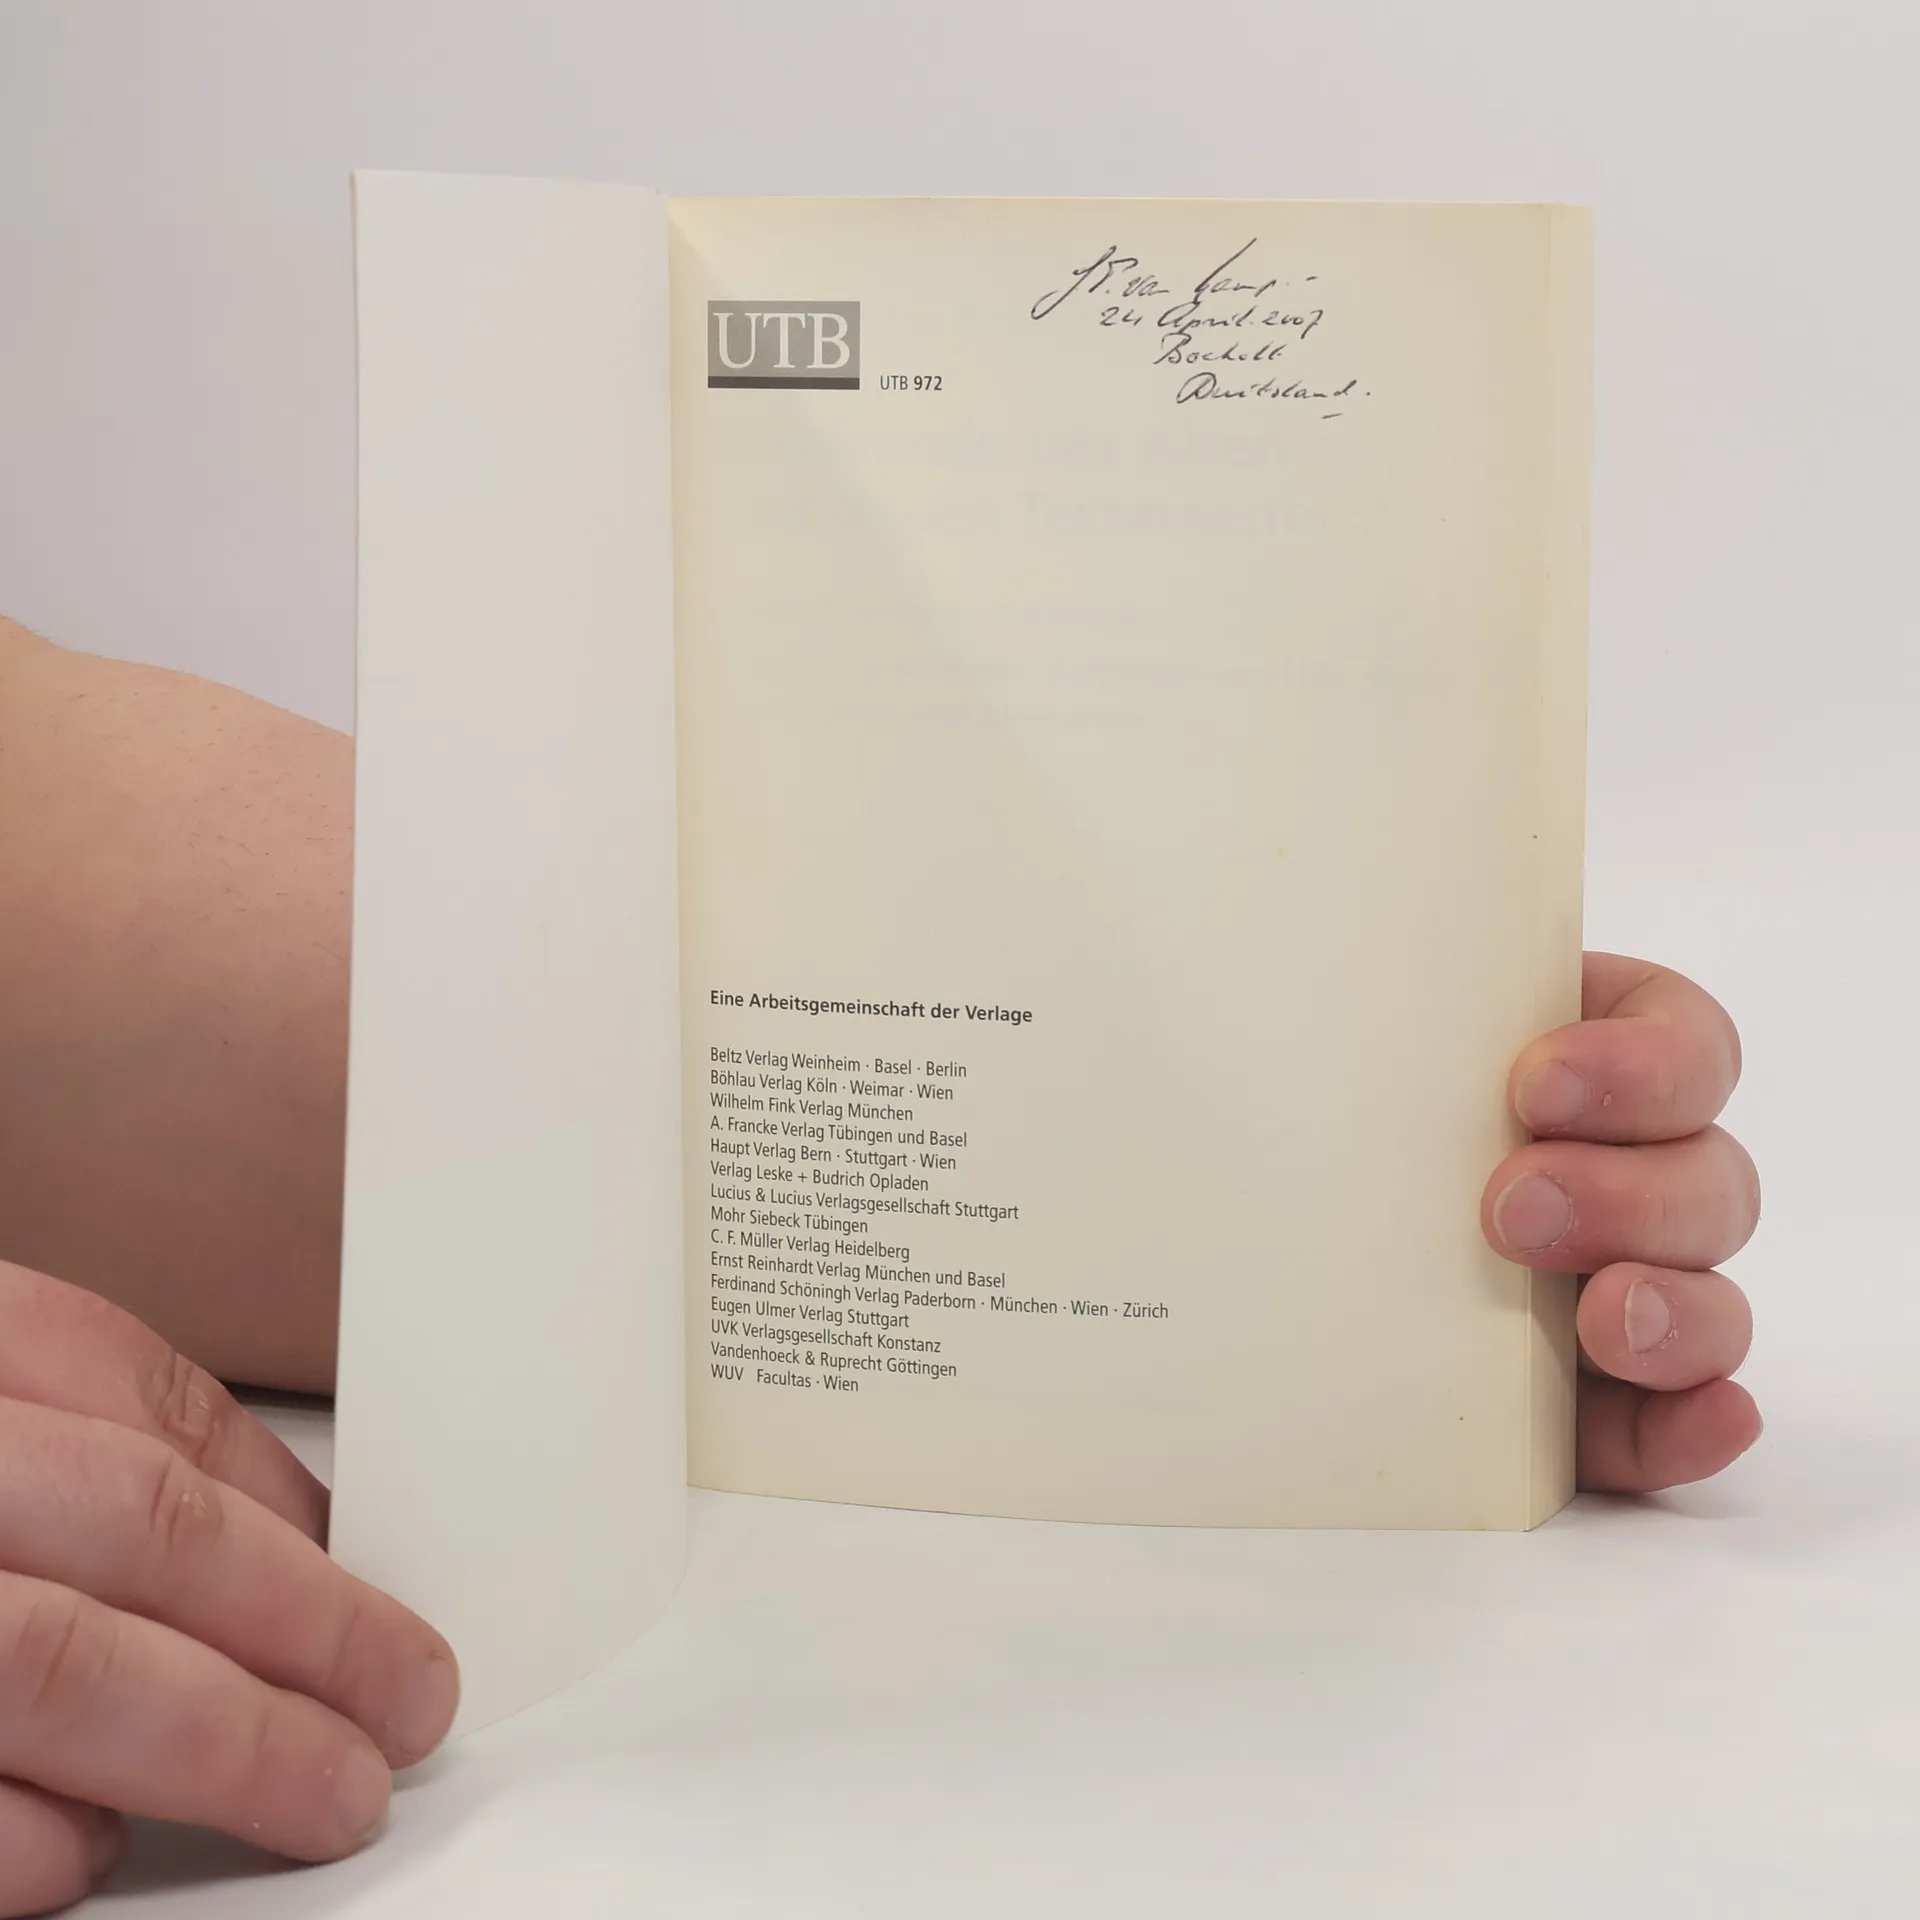 24 April 2007
Bocholt
Duitsland.
UTB
UTB 972
Eine Arbeitsgemeinschaft der Verlage
Beltz Verlag Weinheim · Basel · Berlin
Böhlau Verlag Köln · Weimar · Wien
Wilhelm Fink Verlag München
A. Francke Verlag Tübingen und Basel
Haupt Verlag Bern · Stuttgart · Wien
Verlag Leske + Budrich Opladen
Lucius & Lucius Verlagsgesellschaft Stuttgart
Mohr Siebeck Tübingen
C. F. Müller Verlag Heidelberg
Ernst Reinhardt Verlag München und Basel
Ferdinand Schöningh Verlag Paderborn · München · Wien · Zürich
Eugen Ulmer Verlag Stuttgart
UVK Verlagsgesellschaft Konstanz
Vandenhoeck & Ruprecht Göttingen
WUV Facultas · Wien